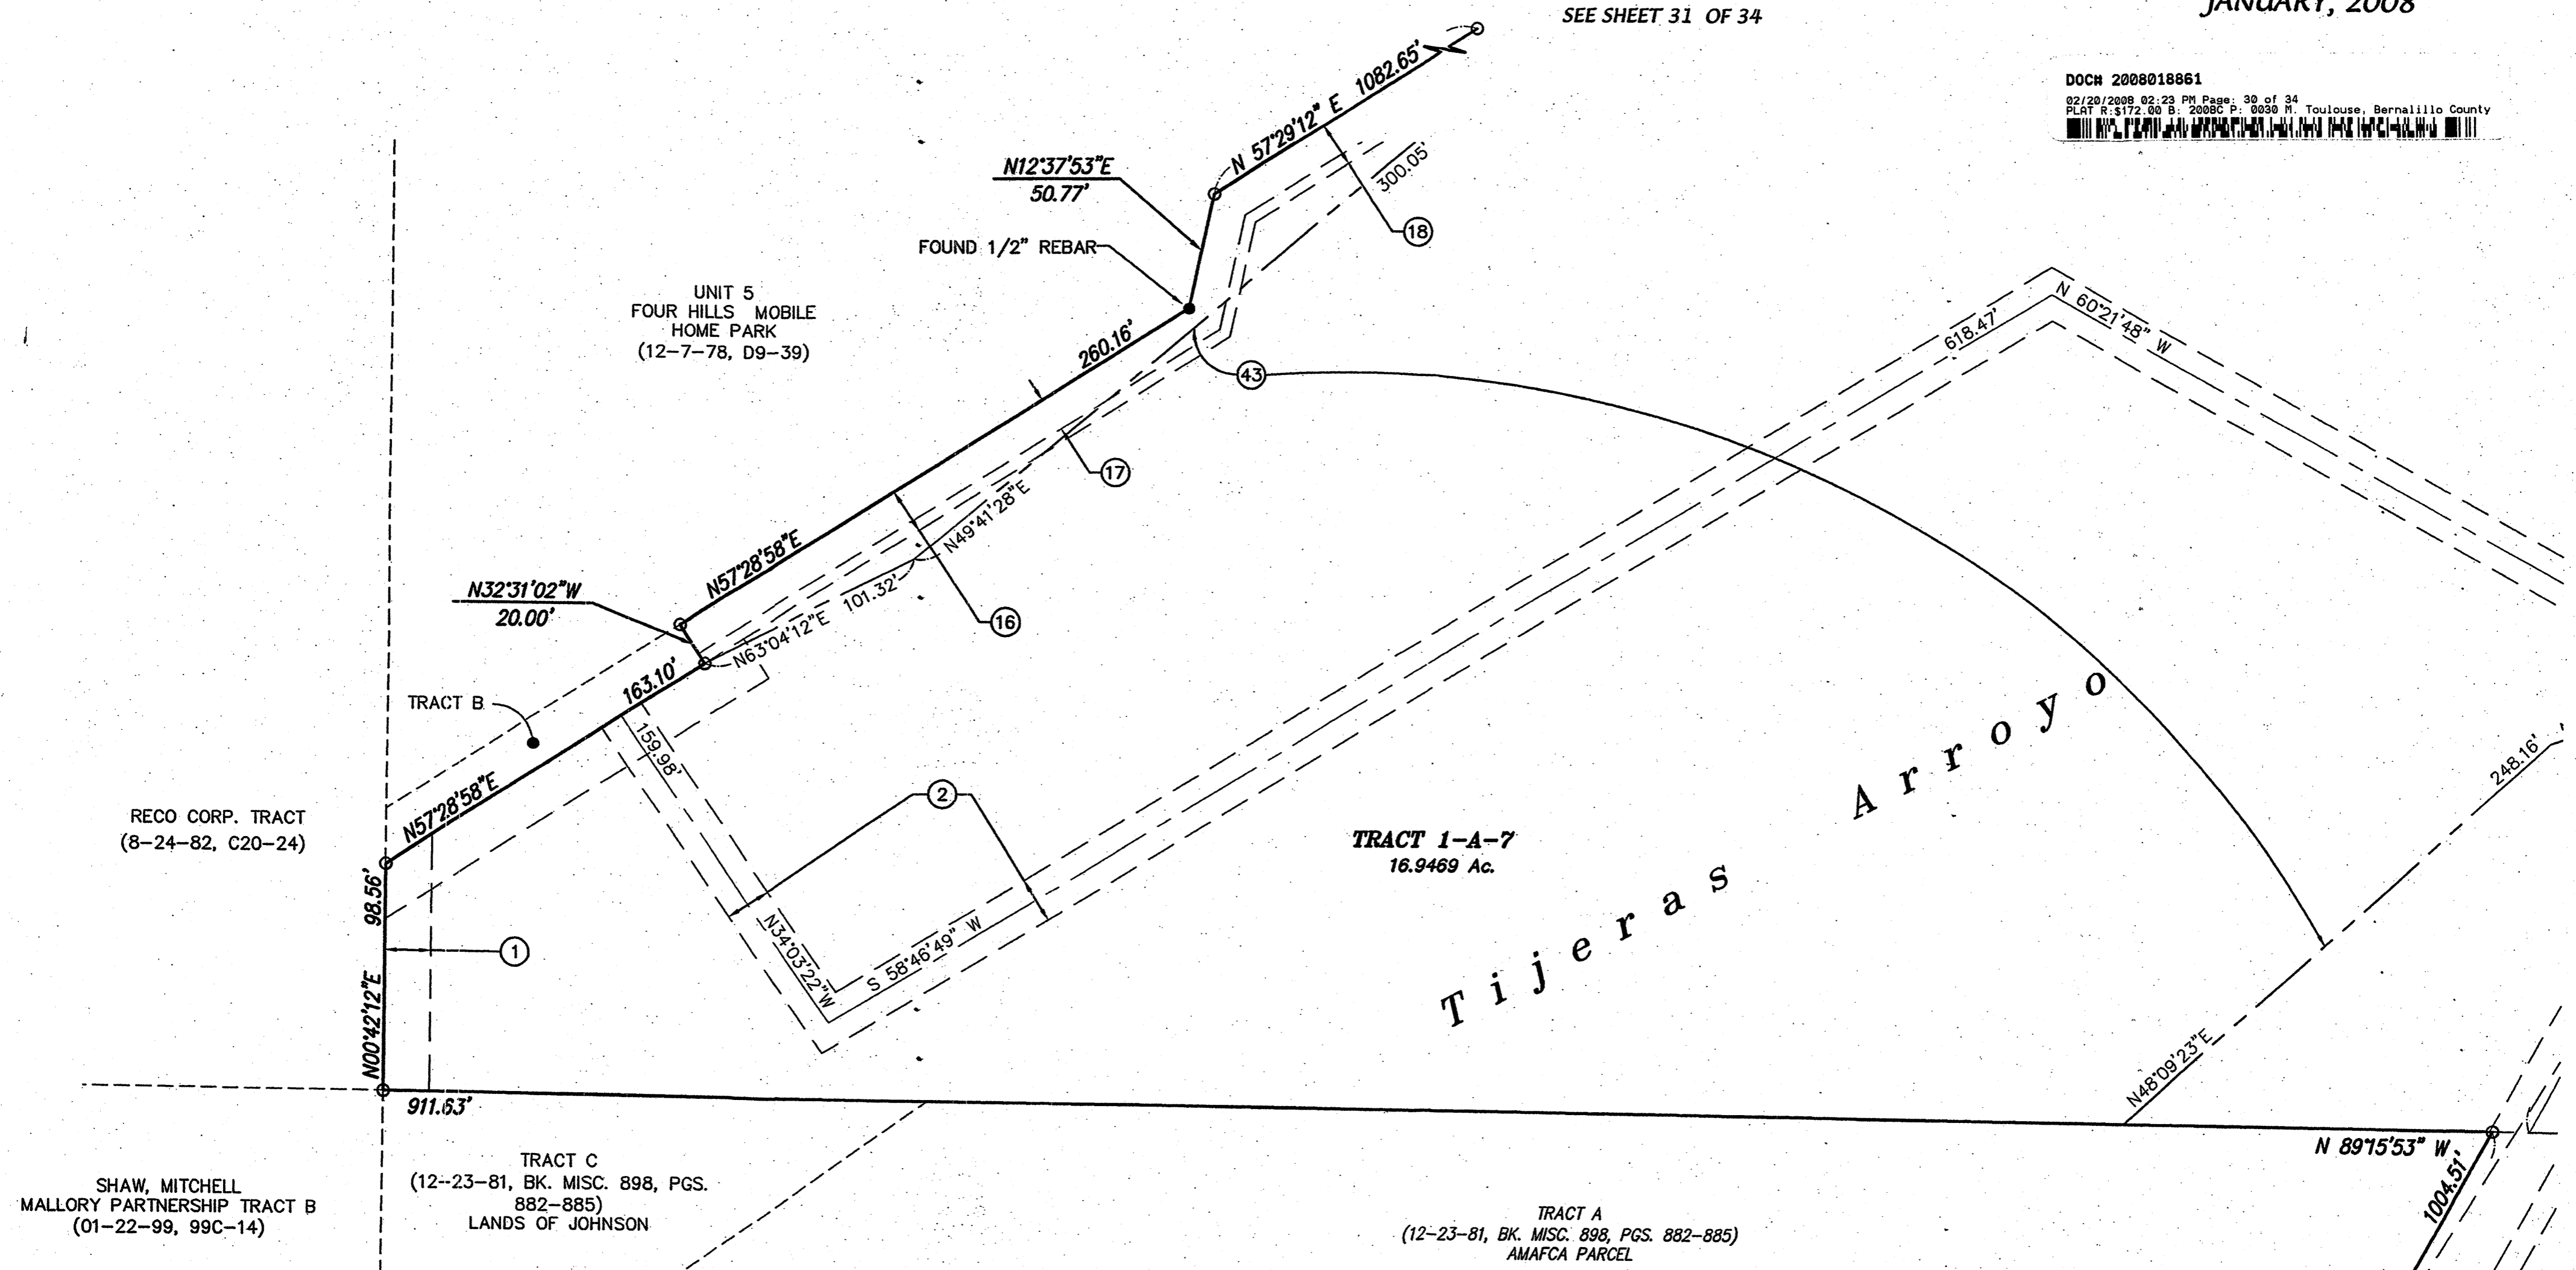 SEE SHEET 31 OF 34
JANUARY, 2008
DOC# 2008018861
02/20/2008 02:23 PM Page: 30 of 34
PLAT R:$172.00 B: 2008C P: 0030 M. Toulouse, Bernalillo County
N 57°29'12" E 1082.65'
N12°37'53"E
50.77'
300.05'
18
FOUND 1/2" REBAR
UNIT 5
FOUR HILLS MOBILE
HOME PARK
(12-7-78, D9-39)
260.16'
43
618.47'
N 60°21'48" W
17
N49°41'28"E
N57°28'58"E
N32°31'02"W
20.00'
101.32'
N63°04'12"E
16
163.10'
TRACT B
159.98'
N57°28'58"E
2
RECO CORP. TRACT
(8-24-82, C20-24)
TRACT 1-A-7
16.9469 Ac.
Tijeras Arroyo
248.16'
98.56'
1
N34°03'22"W
S 58°46'49" W
N00°42'12"E
N48°09'23"E
911.63'
N 89°15'53" W
1004.51'
SHAW, MITCHELL
MALLORY PARTNERSHIP TRACT B
(01-22-99, 99C-14)
TRACT C
(12-23-81, BK. MISC. 898, PGS.
882-885)
LANDS OF JOHNSON
TRACT A
(12-23-81, BK. MISC. 898, PGS. 882-885)
AMAFCA PARCEL